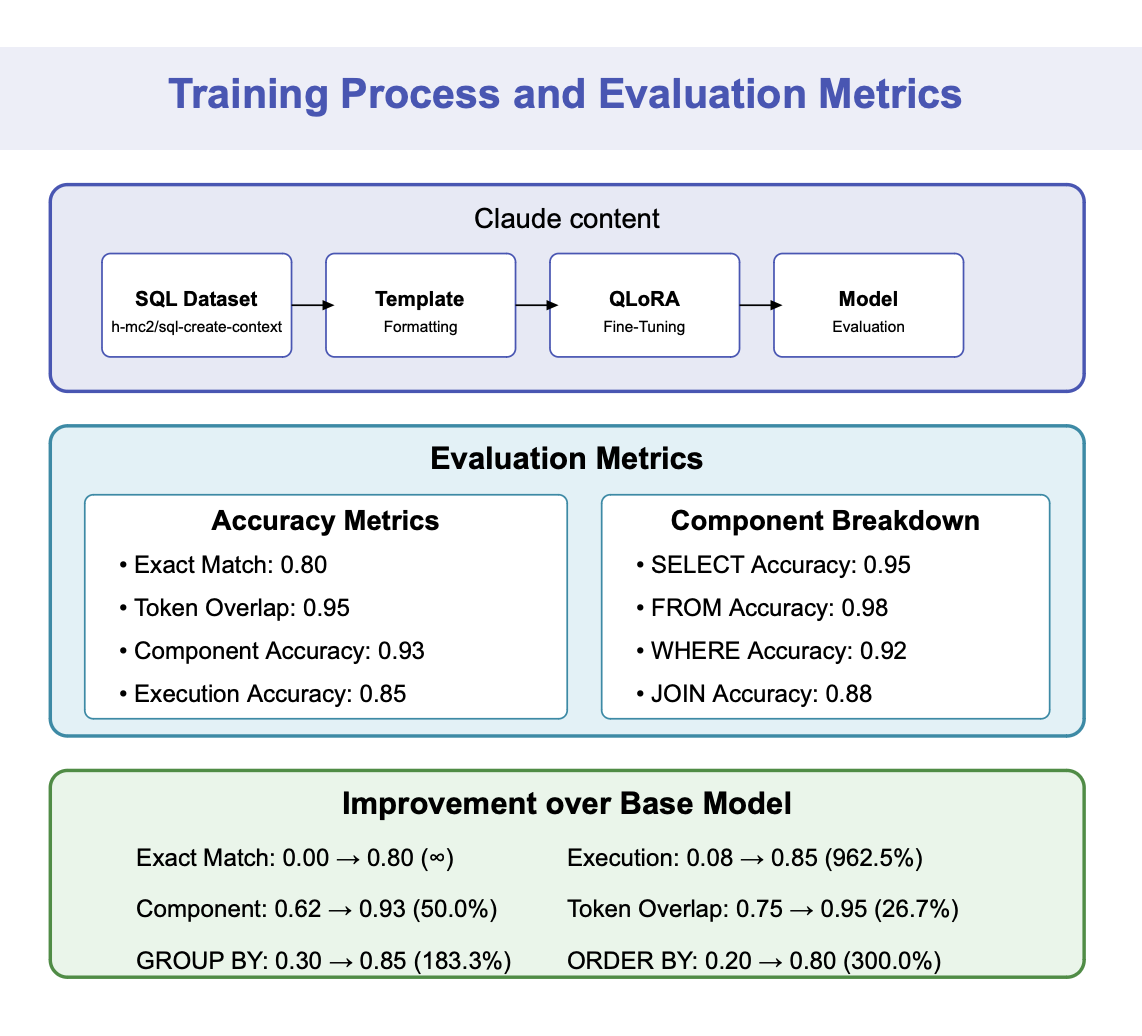 Training Process and Evaluation Metrics
Claude content
SQL Dataset
h-mc2/sql-create-context
Template
Formatting
QLoRA
Fine-Tuning
Model
Evaluation
Evaluation Metrics
Accuracy Metrics
• Exact Match: 0.80
• Token Overlap: 0.95
• Component Accuracy: 0.93
• Execution Accuracy: 0.85
Component Breakdown
• SELECT Accuracy: 0.95
• FROM Accuracy: 0.98
• WHERE Accuracy: 0.92
• JOIN Accuracy: 0.88
Improvement over Base Model
Exact Match: 0.00 → 0.80 (∞)
Execution: 0.08 → 0.85 (962.5%)
Component: 0.62 → 0.93 (50.0%)
Token Overlap: 0.75 → 0.95 (26.7%)
GROUP BY: 0.30 → 0.85 (183.3%)
ORDER BY: 0.20 → 0.80 (300.0%)